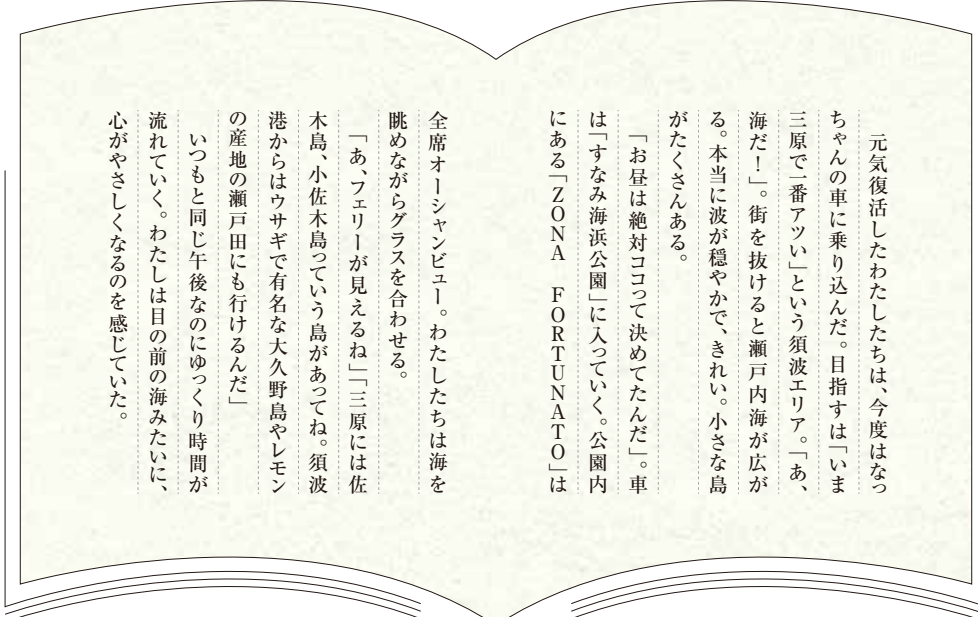 元気復活したわたしたちは、今度はなっ
ちゃんの車に乗り込んだ。目指すは「いま
三原で一番アツい」という須波エリア。「あ、
海だ！」。街を抜けると瀬戸内海が広が
る。本当に波が穏やかで、きれい。小さな島
がたくさんある。
「お昼は絶対ココって決めてたんだ」。車
は「すなみ海浜公園」に入っていく。公園内
にある「ZONA FORTUNATO」は
全席オーシャンビュー。わたしたちは海を
眺めながらグラスを合わせる。
「あ、フェリーが見えるね」「三原には佐
木島、小佐木島っていう島があってね。須波
港からはウサギで有名な大久野島やレモン
の産地の瀬戸田にも行けるんだ」
いつもと同じ午後なのにゆっくり時間が
流れていく。わたしは目の前の海みたいに、
心がやさしくなるのを感じていた。